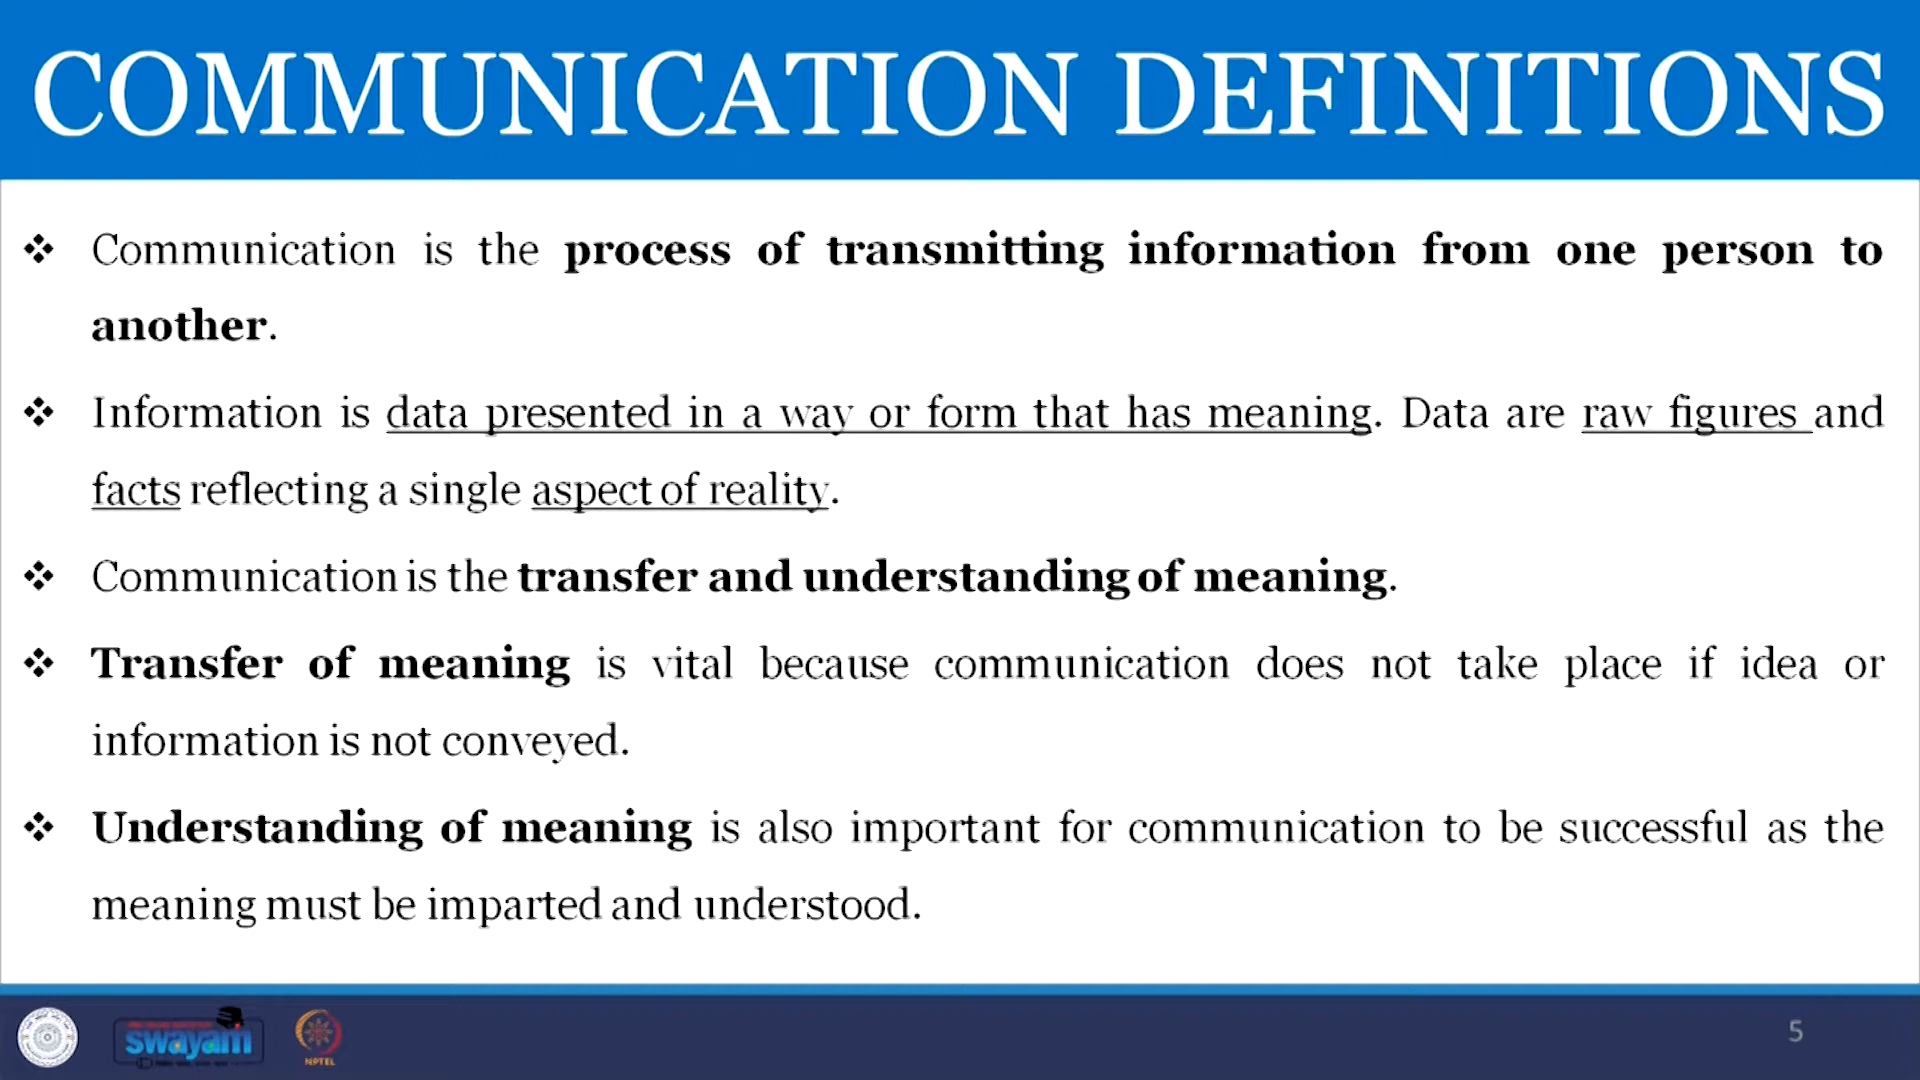 COMMUNICATION DEFINITIONS
❖ Communication is the process of transmitting information from one person to
another.
❖ Information is data presented in a way or form that has meaning. Data are raw figures and
facts reflecting a single aspect of reality.
❖ Communication is the transfer and understanding of meaning.
❖ Transfer of meaning is vital because communication does not take place if idea or
information is not conveyed.
❖ Understanding of meaning is also important for communication to be successful as the
meaning must be imparted and understood.
swayam
NPTEL
5